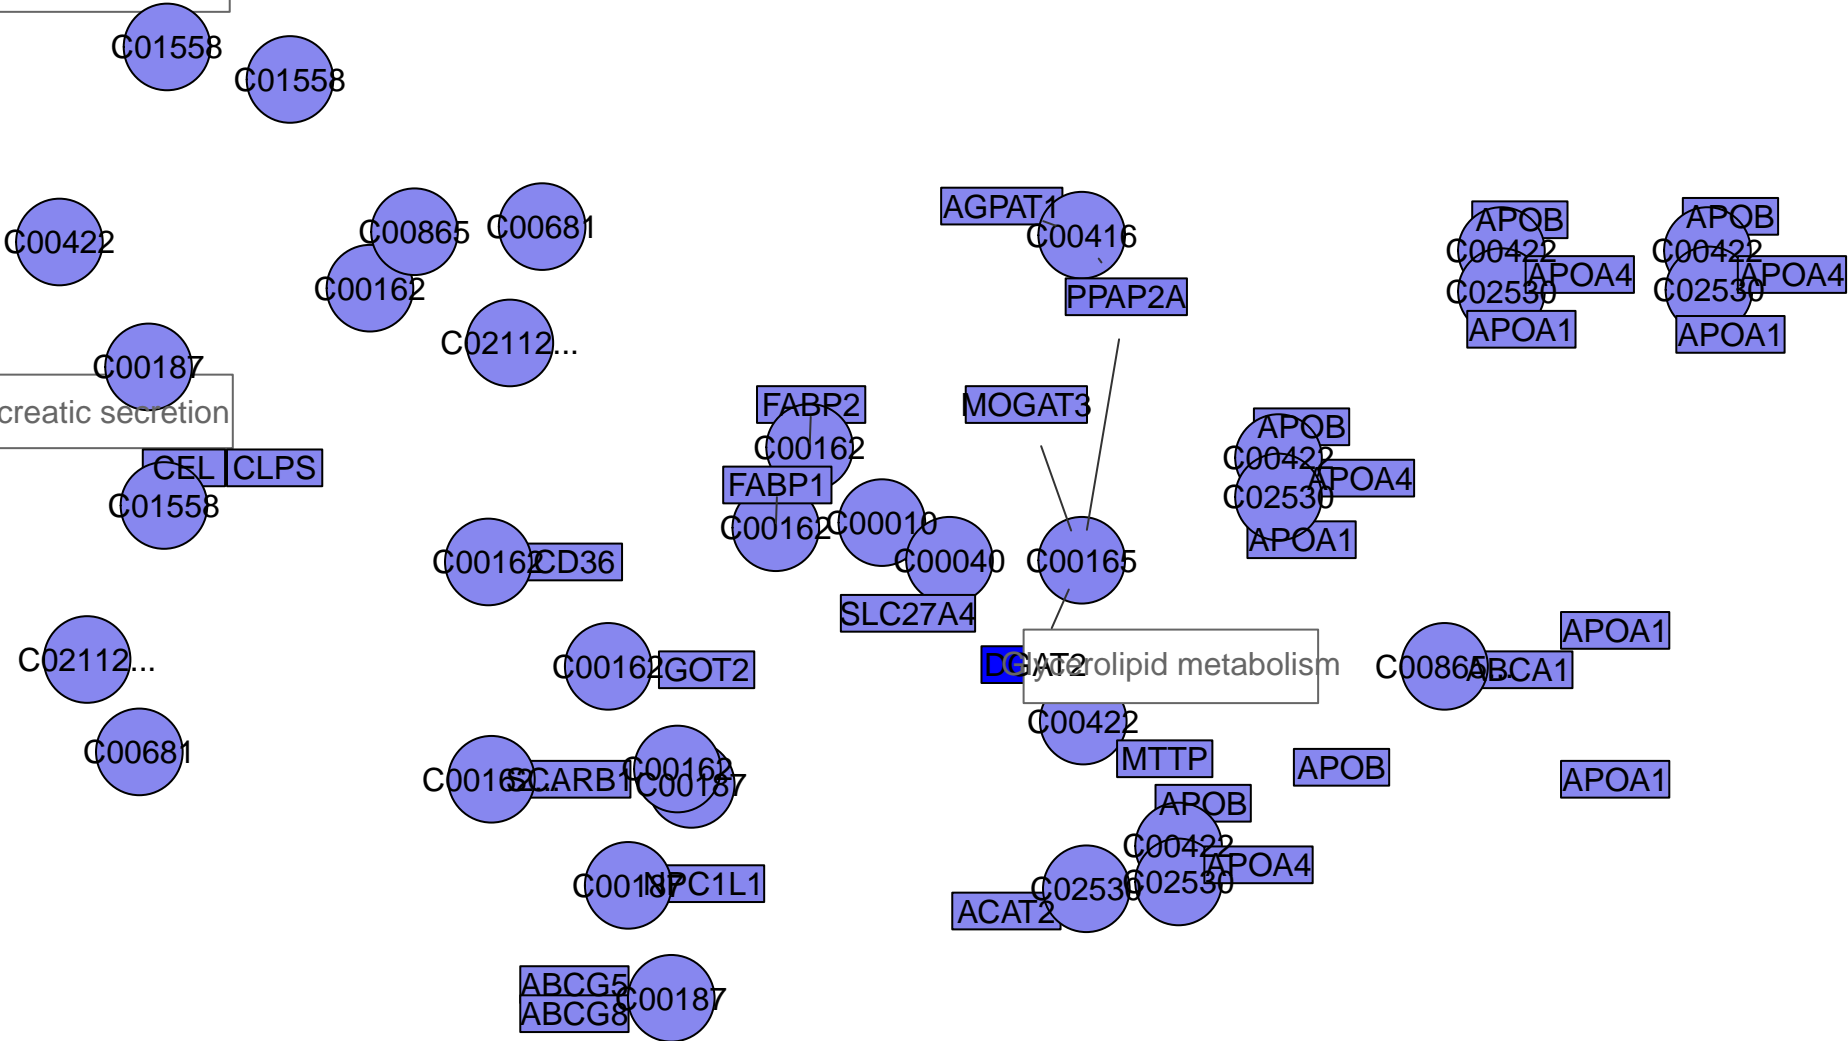 C01558
C01558
C00422
C00865
C00681
C00162
C02112...
C00187
creatic secretion
CEL
CLPS
C01558
C02112...
C00681
AGPAT1
C00416
PPAP2A
FABP2
C00162
FABP1
C00162
C00010
C00040
SLC27A4
MOGAT3
C00165
C00162
CD36
C00162
GOT2
C00162...
SCARB1
C00162
C00187
C00187
NPC1L1
ABCG5
ABCG8
C00187
DGAT2
Glycerolipid metabolism
C00422
MTTP
APOB
APOB
C00422
APOA4
C02530
C02530
ACAT2
APOB
C00422
APOA4
C02530
APOA1
APOB
C00422
APOA4
C02530
APOA1
APOB
C00422
APOA4
C02530
APOA1
APOA1
C00865...
ABCA1
APOA1